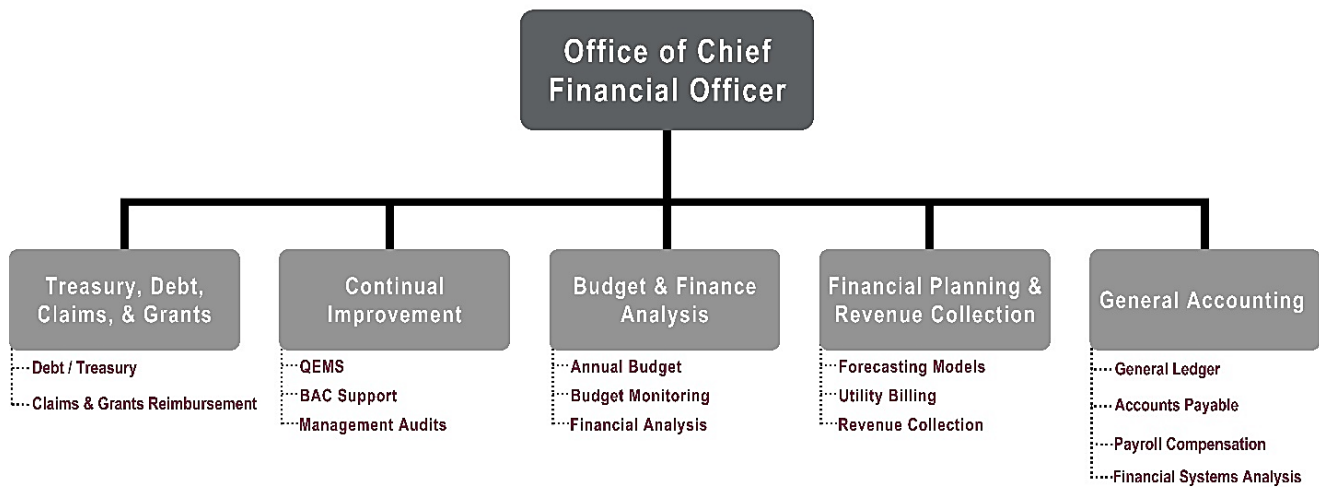 Office of Chief
Financial Officer
Treasury, Debt,
Claims, & Grants
Debt / Treasury
Claims & Grants Reimbursement
Continual
Improvement
QEMS
BAC Support
Management Audits
Budget & Finance
Analysis
Annual Budget
Budget Monitoring
Financial Analysis
Financial Planning &
Revenue Collection
Forecasting Models
Utility Billing
Revenue Collection
General Accounting
General Ledger
Accounts Payable
Payroll Compensation
Financial Systems Analysis